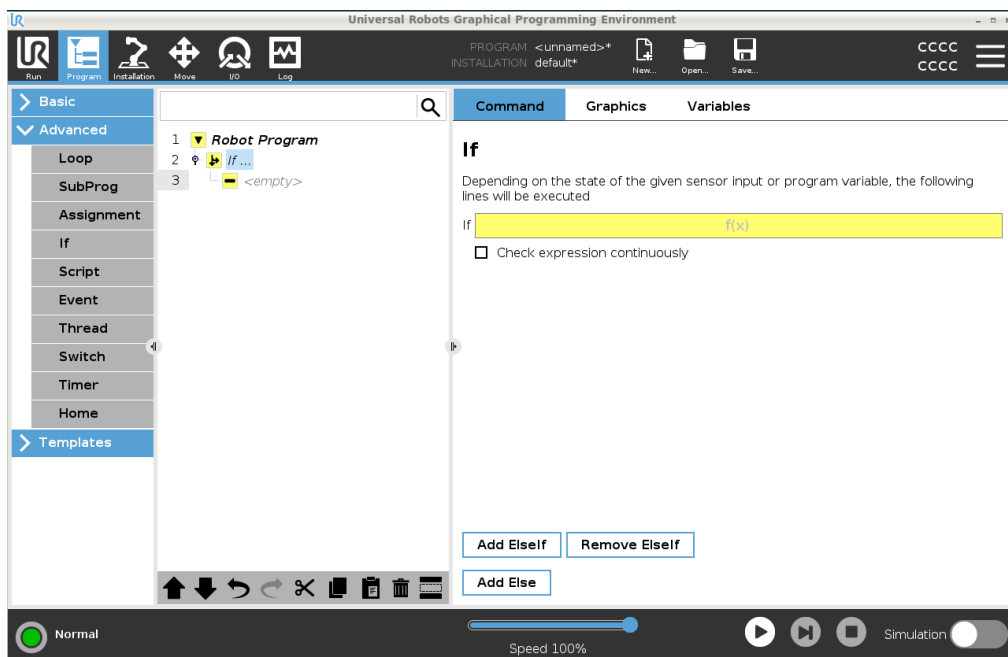 UR
Universal Robots Graphical Programming Environment
PROGRAM <unnamed>*
INSTALLATION default*
Run
Program
Installation
Move
I/O
Log
New...
Open...
Save...
CCCC
CCCC
Basic
Advanced
Loop
SubProg
Assignment
If
Script
Event
Thread
Switch
Timer
Home
Templates
1 Robot Program
2 If ...
3 <empty>
Command Graphics Variables
If
Depending on the state of the given sensor input or program variable, the following
lines will be executed
If f(x)
Check expression continuously
Add ElseIf Remove ElseIf
Add Else
Normal
Speed 100%
Simulation